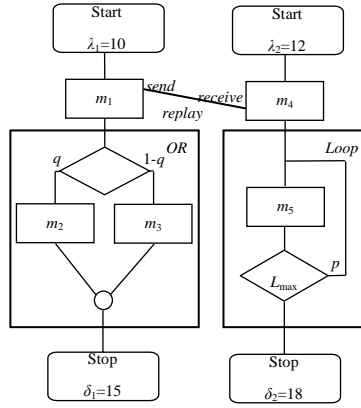 Start
λ1=10
Start
λ2=12
m1
send
receive
replay
m4
OR
q
1-q
m2
m3
Loop
m5
Lmax
p
Stop
δ1=15
Stop
δ2=18